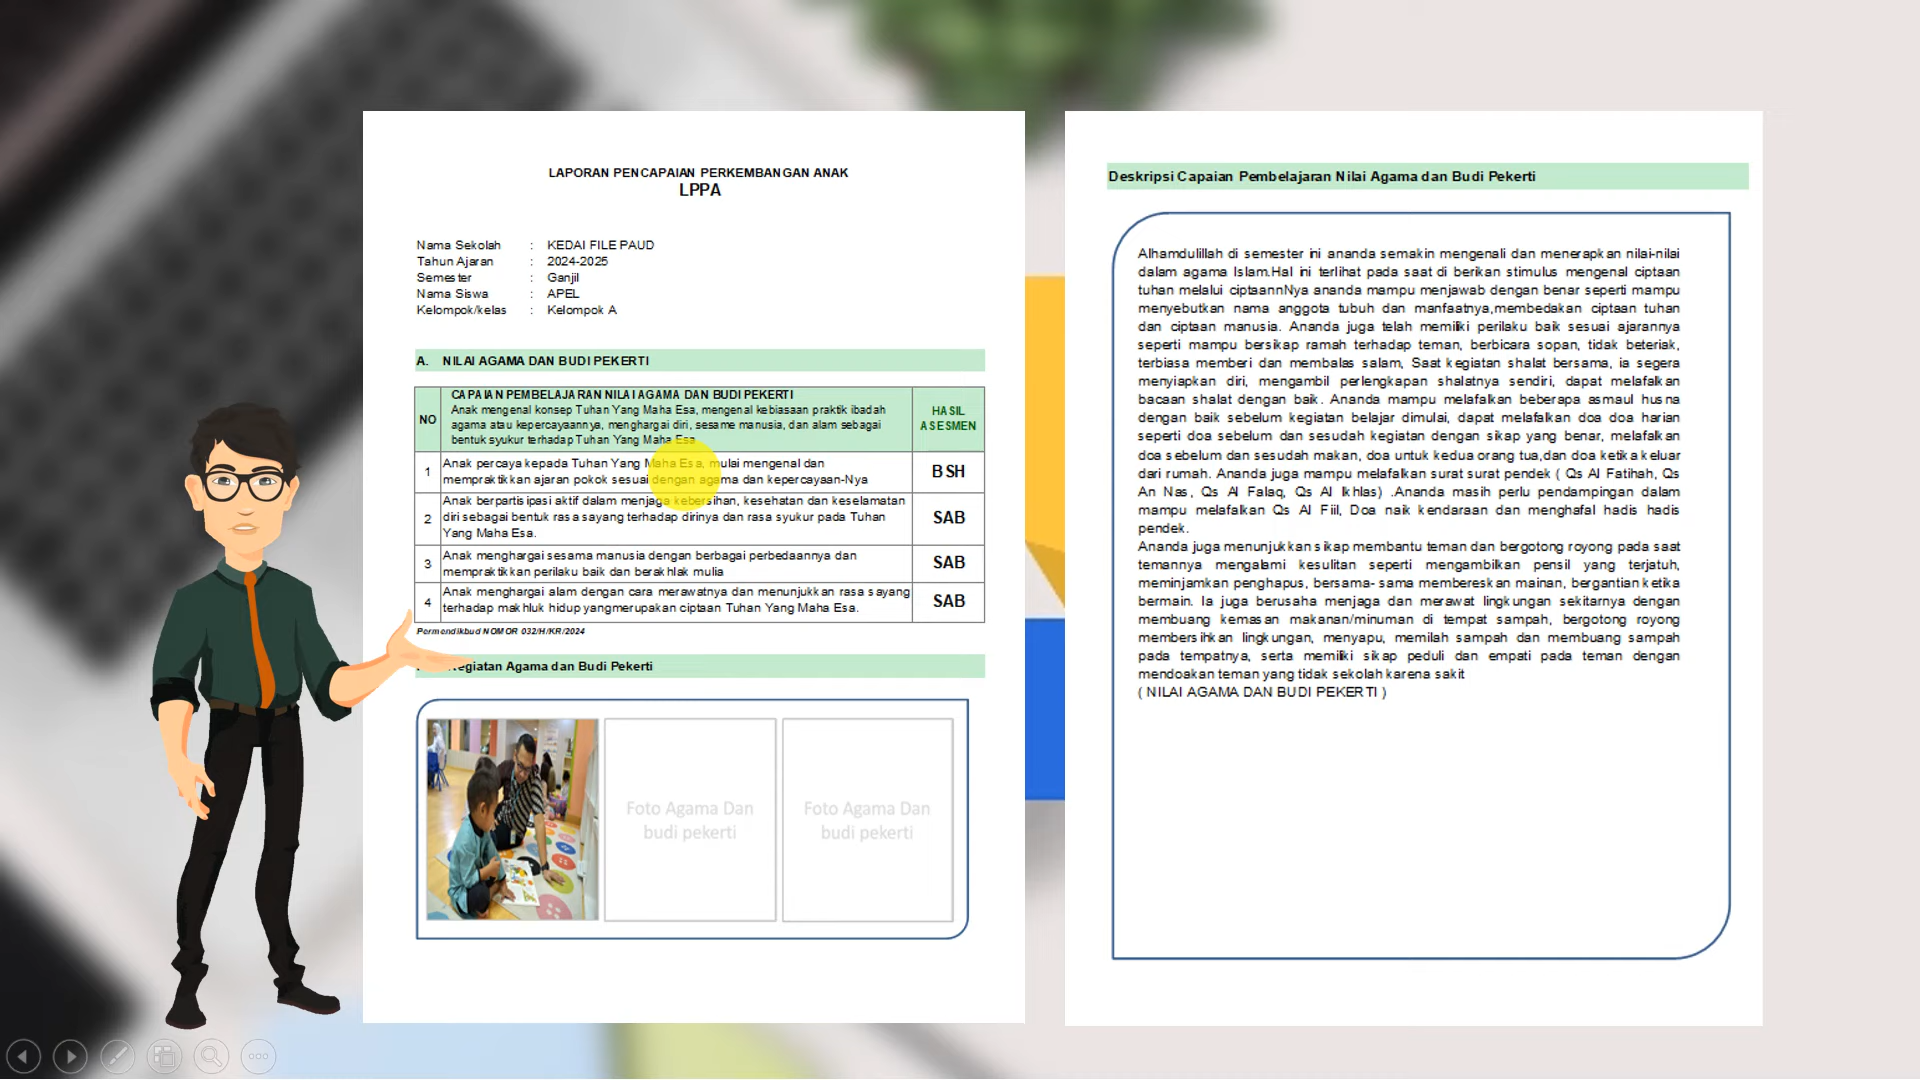 LAPORAN PENCAPAIAN PERKEMBANGAN ANAK
LPPA
Nama Sekolah : KEDAI FILE PAUD
Tahun Ajaran : 2024-2025
Semester : Ganjil
Nama Siswa : APEL
Kelompok/kelas : Kelompok A
A. NILAI AGAMA DAN BUDI PEKERTI
NO
CAPAIAN PEMBELAJARAN NILAI AGAMA DAN BUDI PEKERTI
Anak mengenal konsep Tuhan Yang Maha Esa, mengenal kebiasaan praktik ibadah
agama atau kepercayaannya, menghargai diri, sesame manusia, dan alam sebagai
bentuk syukur terhadap Tuhan Yang Maha Esa
HASIL
ASESMEN
1
Anak percaya kepada Tuhan Yang Maha Esa, mulai mengenal dan
mempraktikkan ajaran pokok sesuai dengan agama dan kepercayaan-Nya
BSH
2
Anak berpartisipasi aktif dalam menjaga kebersihan, kesehatan dan keselamatan
diri sebagai bentuk rasa sayang terhadap dirinya dan rasa syukur pada Tuhan
Yang Maha Esa.
SAB
3
Anak menghargai sesama manusia dengan berbagai perbedaannya dan
mempraktikkan perilaku baik dan berakhlak mulia
SAB
4
Anak menghargai alam dengan cara merawatnya dan menunjukkan rasa sayang
terhadap makhluk hidup yangmerupakan ciptaan Tuhan Yang Maha Esa.
SAB
Permendikbud NOMOR 032/H/KR/2024
Agama dan Budi Pekerti
Foto Agama Dan
budi pekerti
Foto Agama Dan
budi pekerti
Deskripsi Capaian Pembelajaran Nilai Agama dan Budi Pekerti
Alhamdulillah di semester ini ananda semakin mengenali dan menerapkan nilai-nilai
dalam agama Islam.Hal ini terlihat pada saat di berikan stimulus mengenal ciptaan
tuhan melalui ciptaannNya ananda mampu menjawab dengan benar seperti mampu
menyebutkan nama anggota tubuh dan manfaatnya,membedakan ciptaan tuhan
dan ciptaan manusia. Ananda juga telah memiliki perilaku baik sesuai ajarannya
seperti mampu bersikap ramah terhadap teman, berbicara sopan, tidak beteriak,
terbiasa memberi dan membalas salam, Saat kegiatan shalat bersama, ia segera
menyiapkan diri, mengambil perlengkapan shalatnya sendiri, dapat melafalkan
bacaan shalat dengan baik. Ananda mampu melafalkan beberapa asmaul husna
dengan baik sebelum kegiatan belajar dimulai, dapat melafalkan doa doa harian
seperti doa sebelum dan sesudah kegiatan dengan sikap yang benar, melafalkan
doa sebelum dan sesudah makan, doa untuk kedua orang tua,dan doa ketika keluar
dari rumah. Ananda juga mampu melafalkan surat surat pendek ( Qs Al Fatihah, Qs
An Nas, Qs Al Falaq, Qs Al Ikhlas) .Ananda masih perlu pendampingan dalam
mampu melafalkan Qs Al Fiil, Doa naik kendaraan dan menghafal hadis hadis
pendek.
Ananda juga menunjukkan sikap membantu teman dan bergotong royong pada saat
temannya mengalami kesulitan seperti mengambilkan pensil yang terjatuh,
meminjamkan penghapus, bersama- sama membereskan mainan, bergantian ketika
bermain. Ia juga berusaha menjaga dan merawat lingkungan sekitarnya dengan
membuang kemasan makanan/minuman di tempat sampah, bergotong royong
membersihkan lingkungan, menyapu, memilah sampah dan membuang sampah
pada tempatnya, serta memiliki sikap peduli dan empati pada teman dengan
mendoakan teman yang tidak sekolah karena sakit
( NILAI AGAMA DAN BUDI PEKERTI )